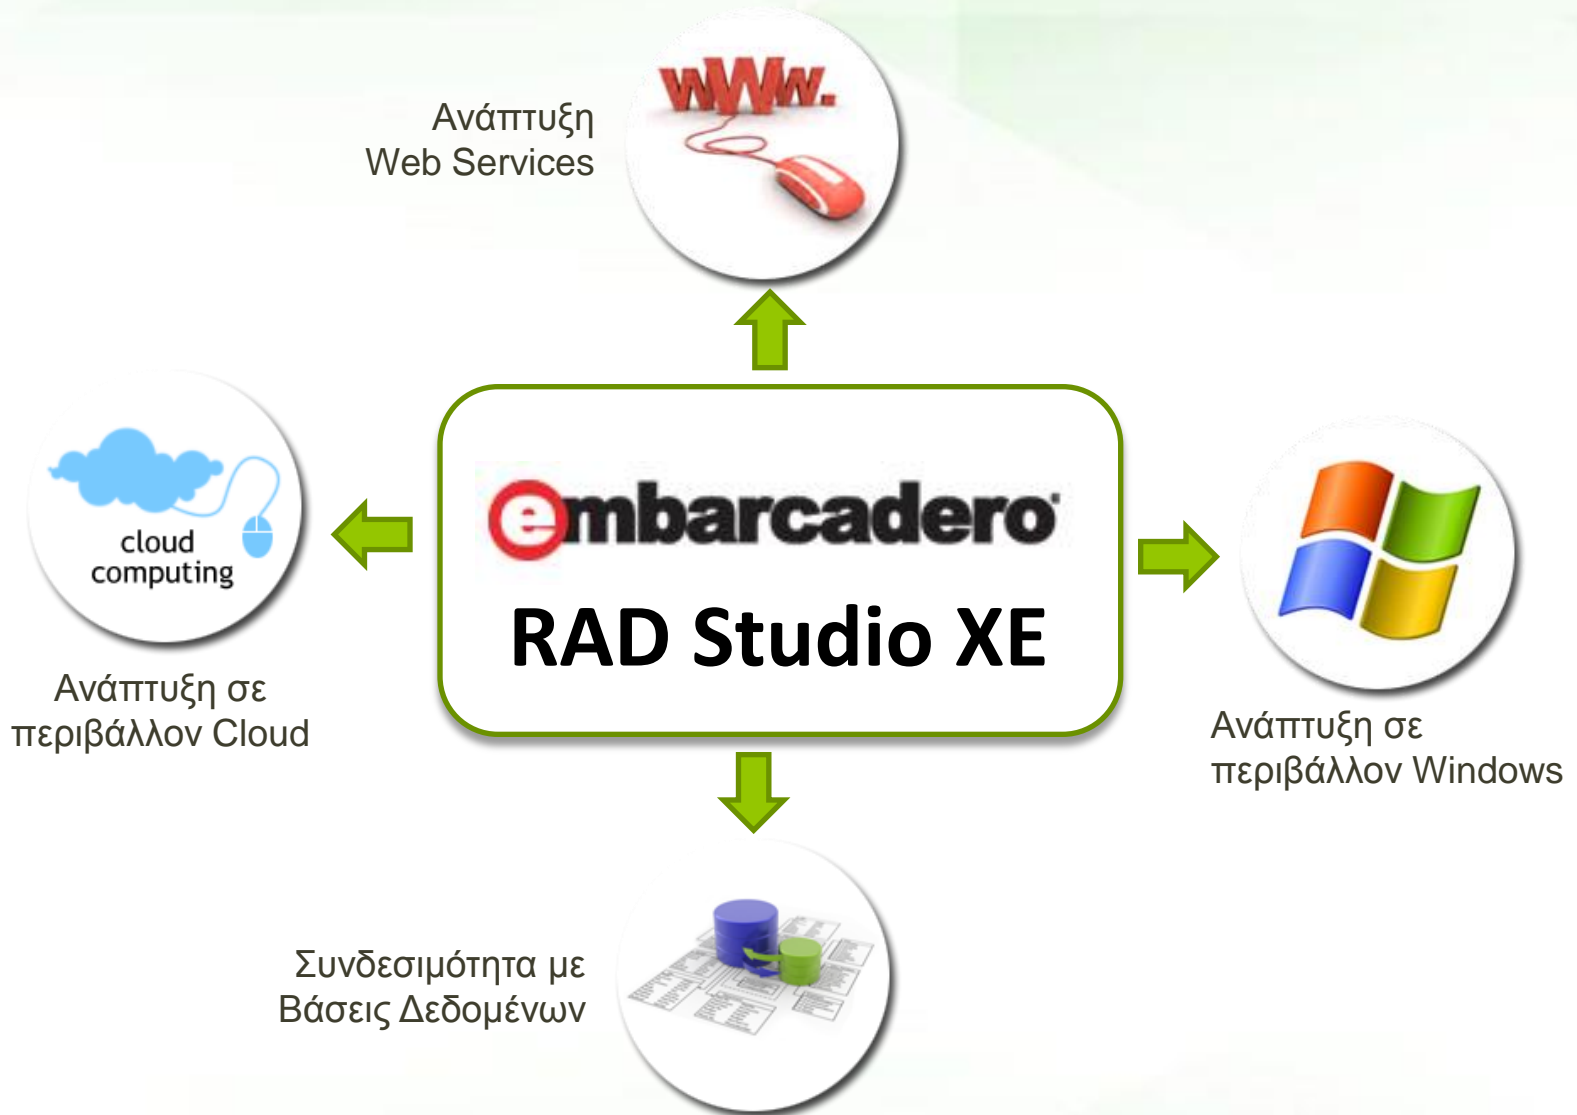 www.
Ανάπτυξη
Web Services
cloud
computing
Ανάπτυξη σε
περιβάλλον Cloud
embarcadero
RAD Studio XE
Ανάπτυξη σε
περιβάλλον Windows
Συνδεσιμότητα με
Βάσεις Δεδομένων